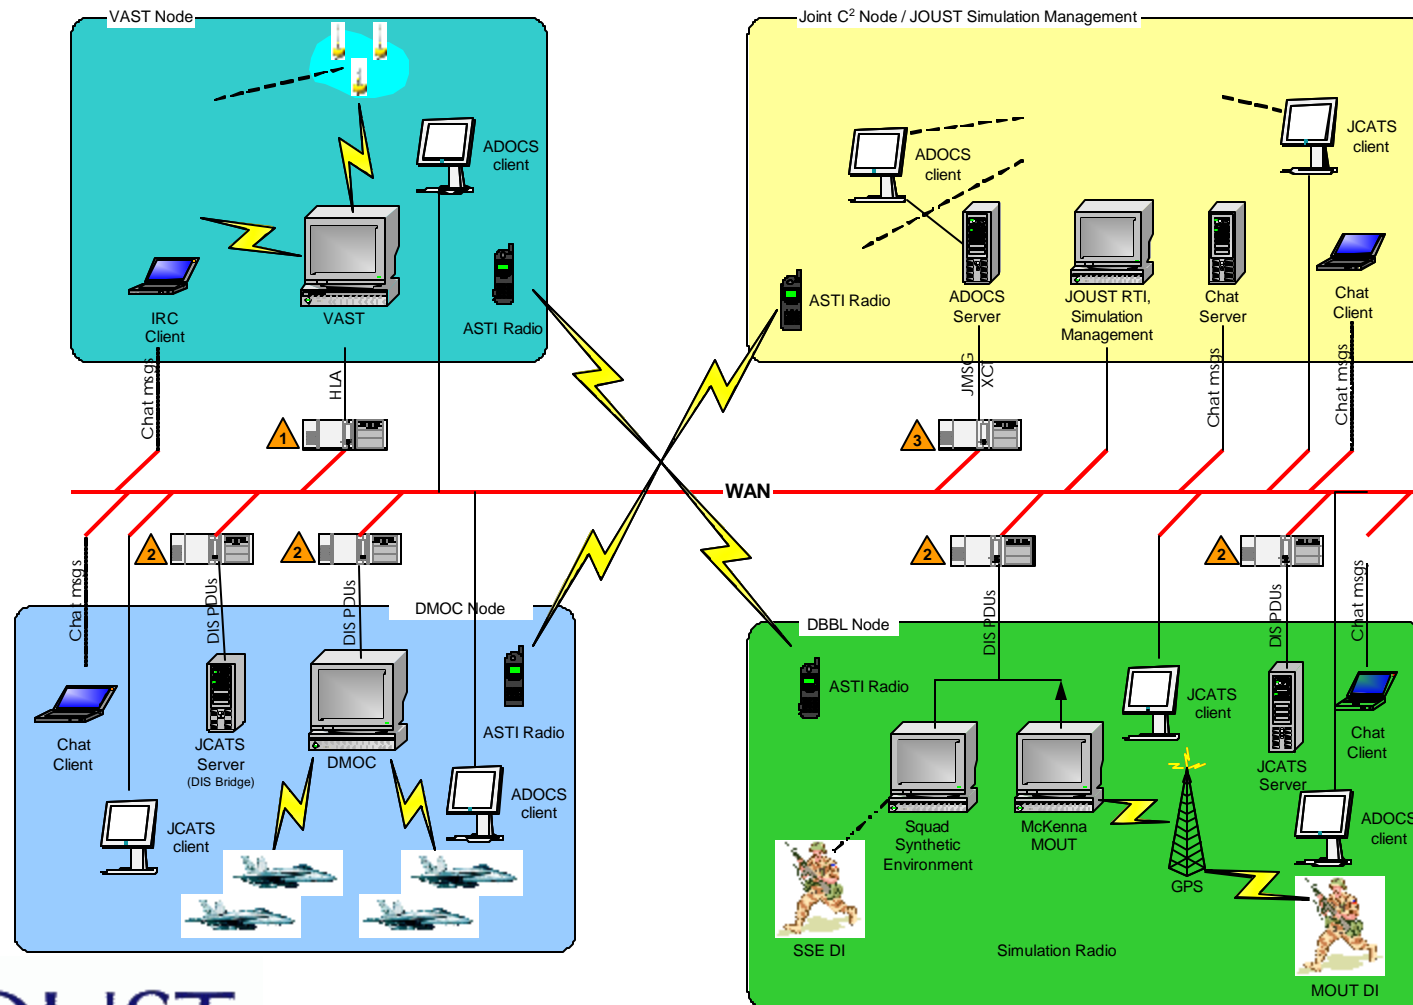 VAST Node
Joint C² Node / JOUST Simulation Management
ADOCS
client
IRC
Client
VAST
ASTI Radio
ADOCS
client
JCATS
client
ASTI Radio
ADOCS
Server
JOUST RTI,
Simulation
Management
Chat
Server
Chat
Client
Chat msgs
HLA
JMSG
XCT
Chat msgs
Chat msgs
1
3
WAN
2
2
2
2
Chat msgs
DIS PDUs
DIS PDUs
DIS PDUs
DIS PDUs
Chat msgs
DMOC Node
Chat
Client
JCATS
Server
(DIS Bridge)
DMOC
ASTI Radio
JCATS
client
ADOCS
client
DBBL Node
ASTI Radio
JCATS
client
JCATS
Server
Chat
Client
Squad
Synthetic
Environment
McKenna
MOUT
GPS
ADOCS
client
SSE DI
Simulation Radio
MOUT DI